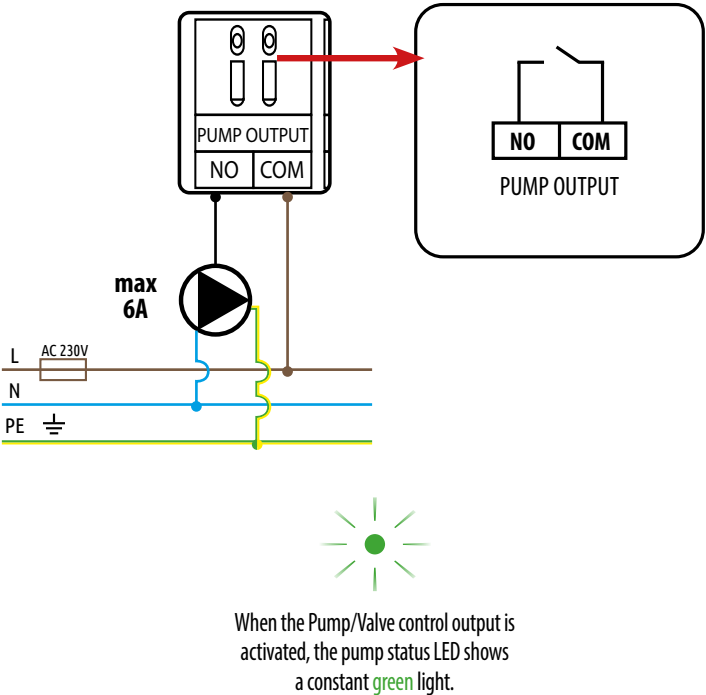 PUMP OUTPUT
NO COM
NO COM
PUMP OUTPUT
max
6A
L AC 230V
N
PE
When the Pump/Valve control output is
activated, the pump status LED shows
a constant green light.